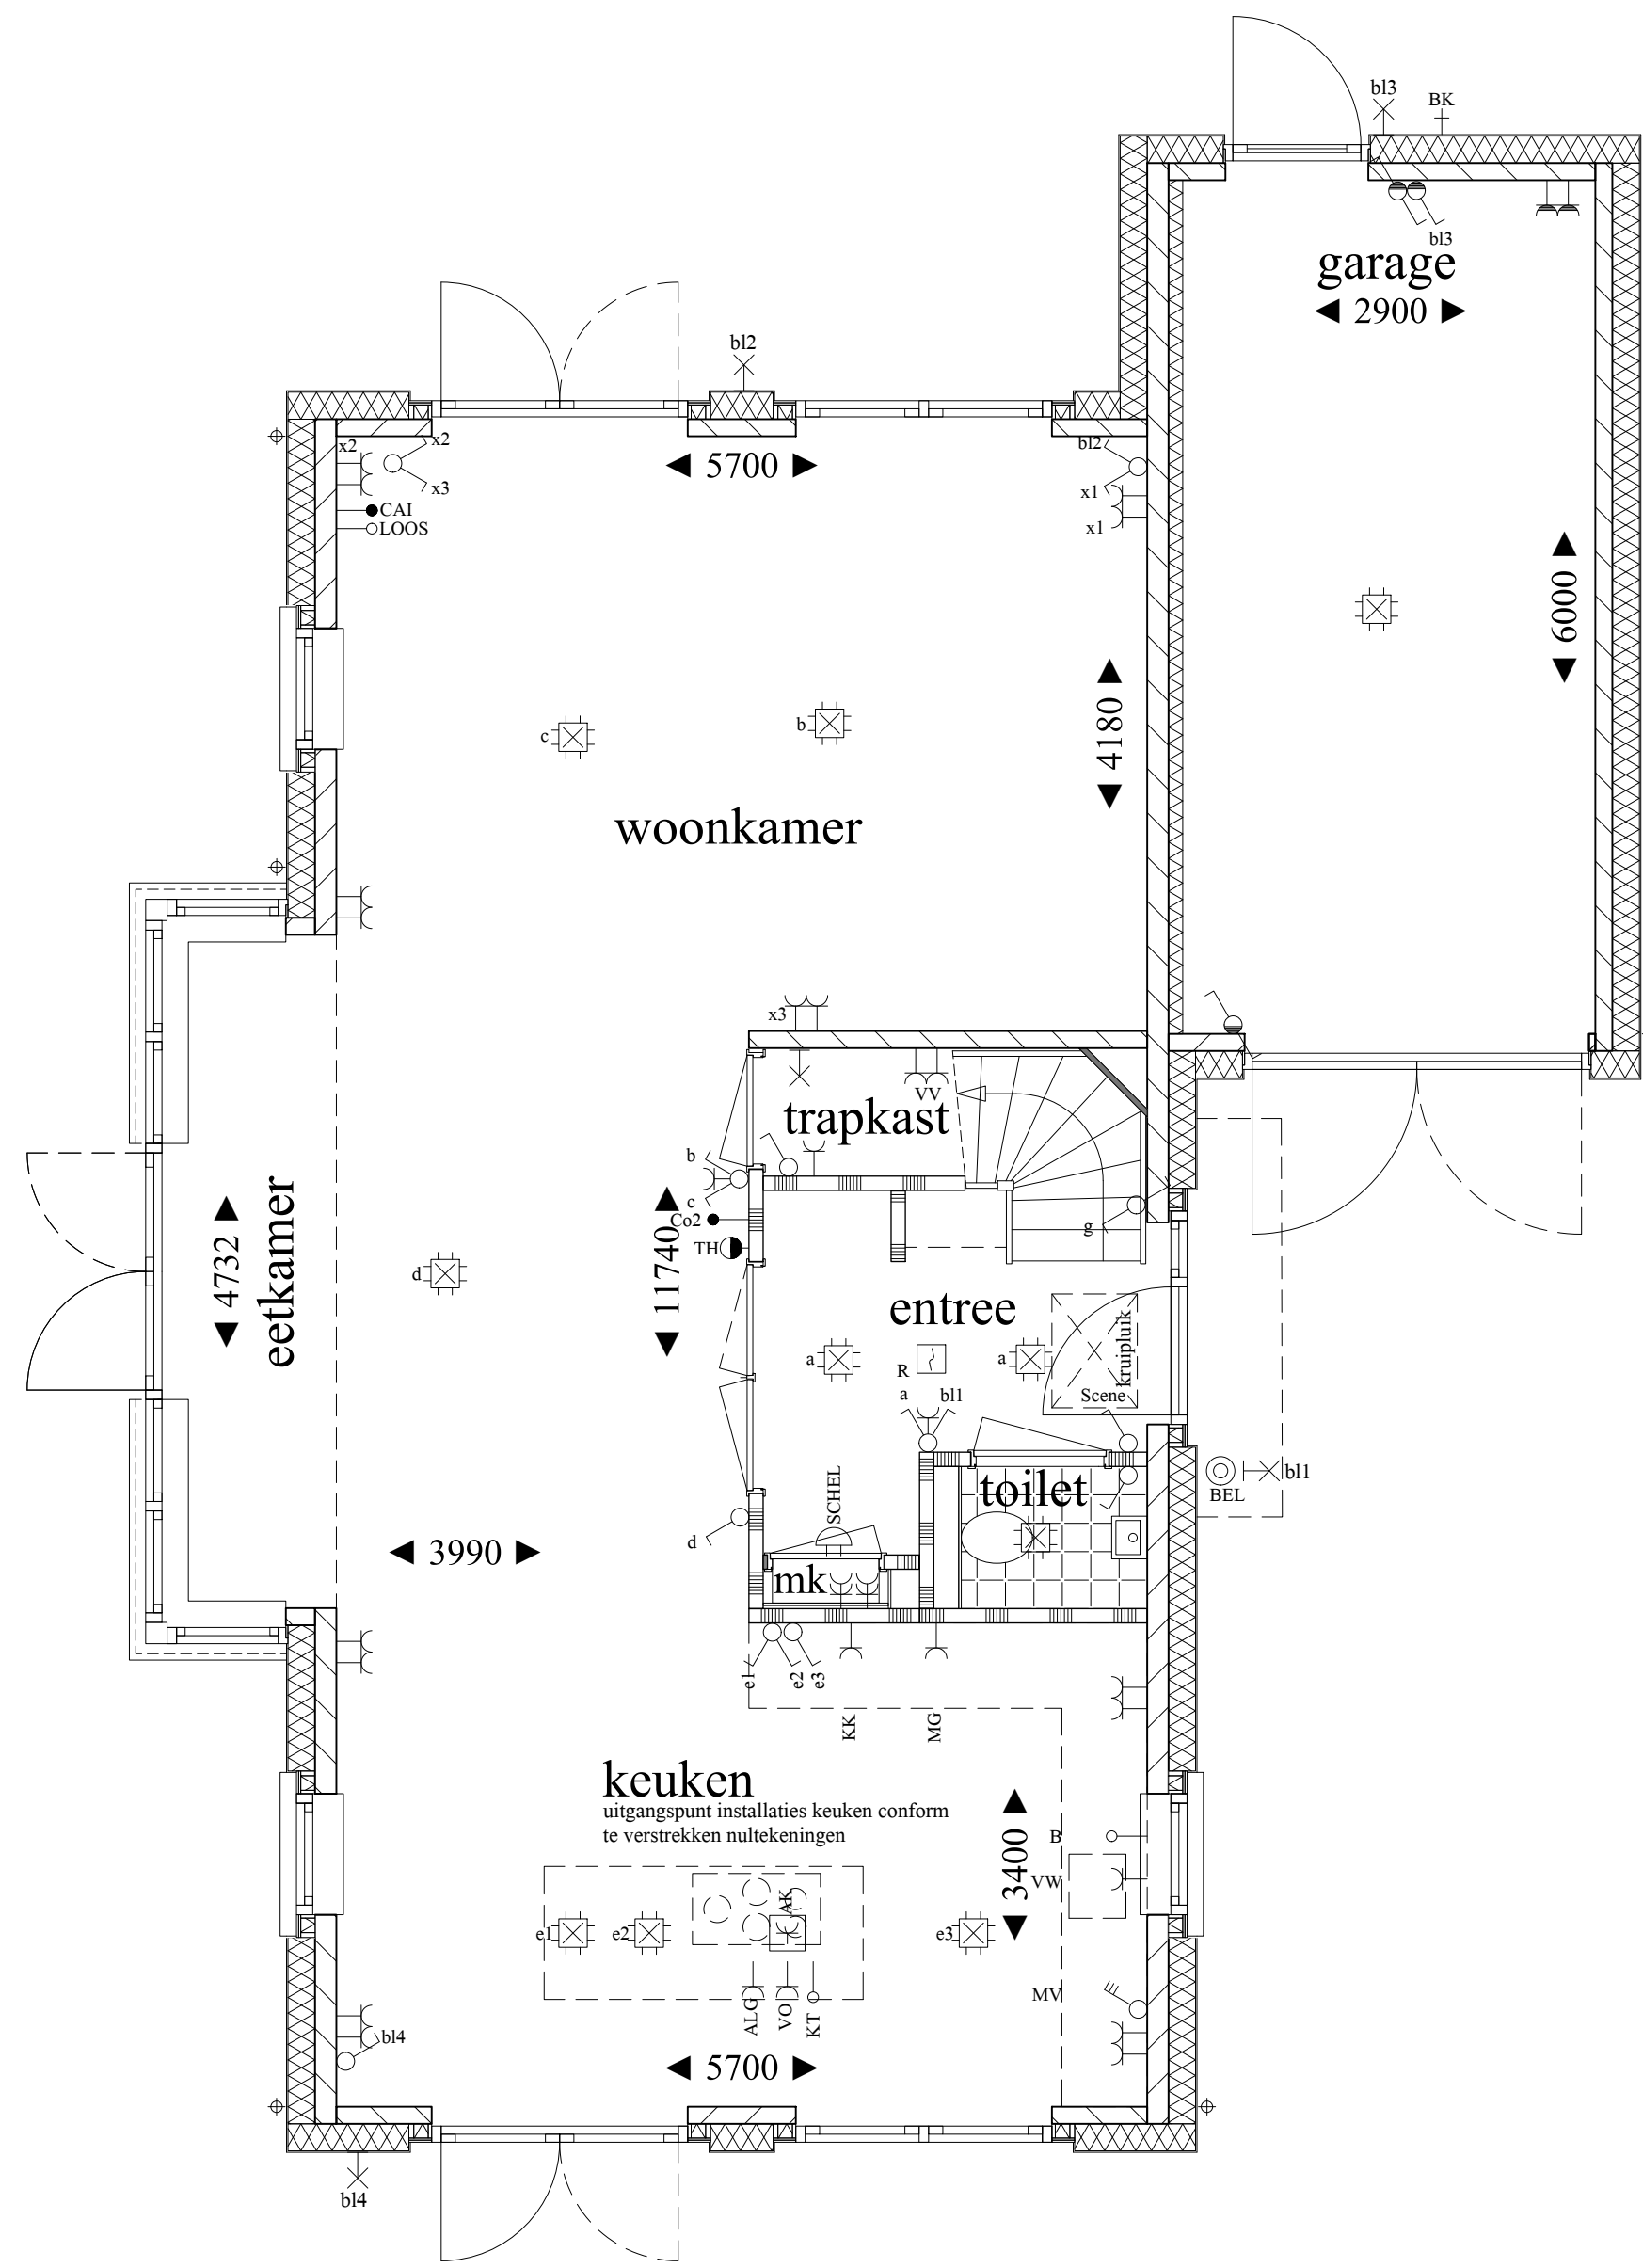 bl3
BK
bl3
garage
2900
bl2
x2
x2
x3
CAI
LOOS
5700
bl2
x1
x1
6000
4180
c
b
woonkamer
x3
VV
trapkast
b
c
Co2
TH
g
4732
eetkamer
11740
d
entree
kruipluik
a
R
a
a
bl1
Scene
toilet
BEL
bl1
SCHEL
d
3990
mk
e1
e2
e3
KK
MG
keuken
uitgangspunt installaties keuken conform
te verstrekken nultekeningen
3400
B
VW
AK
e1
e2
e3
MV
ALG
VO
KT
bl4
5700
bl4